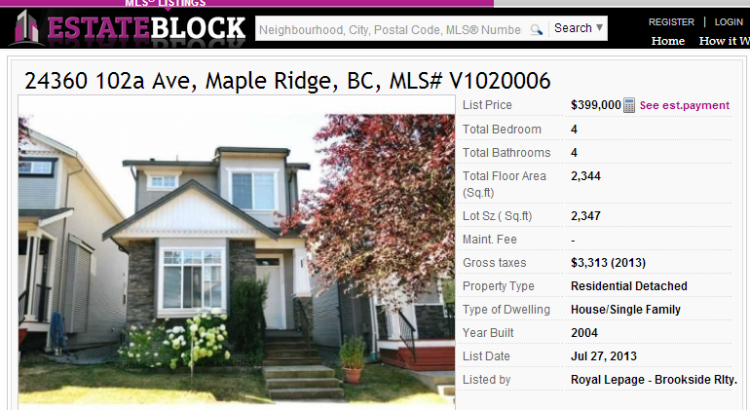 MLS® LISTINGS
ESTATEBLOCK
Neighbourhood, City, Postal Code, MLS® Numbe
Search
REGISTER | LOGIN
Home How it W
24360 102a Ave, Maple Ridge, BC, MLS# V1020006
List Price $399,000 See est.payment
Total Bedroom 4
Total Bathrooms 4
Total Floor Area (Sq.ft) 2,344
Lot Sz ( Sq.ft) 2,347
Maint. Fee -
Gross taxes $3,313 (2013)
Property Type Residential Detached
Type of Dwelling House/Single Family
Year Built 2004
List Date Jul 27, 2013
Listed by Royal Lepage - Brookside Rlty.